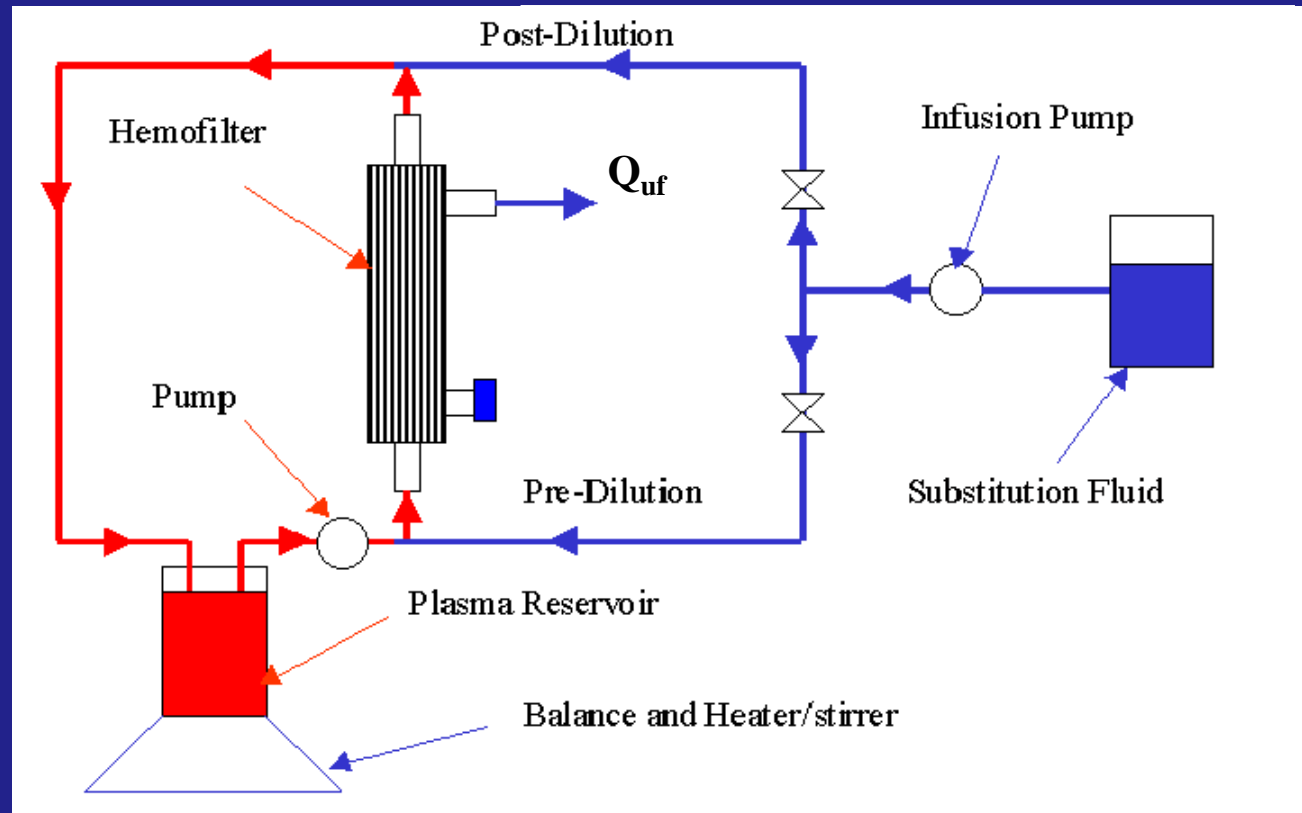 Post-Dilution
Infusion Pump
Hemofilter
Quf
Pump
Pre-Dilution
Substitution Fluid
Plasma Reservoir
Balance and Heater/stirrer